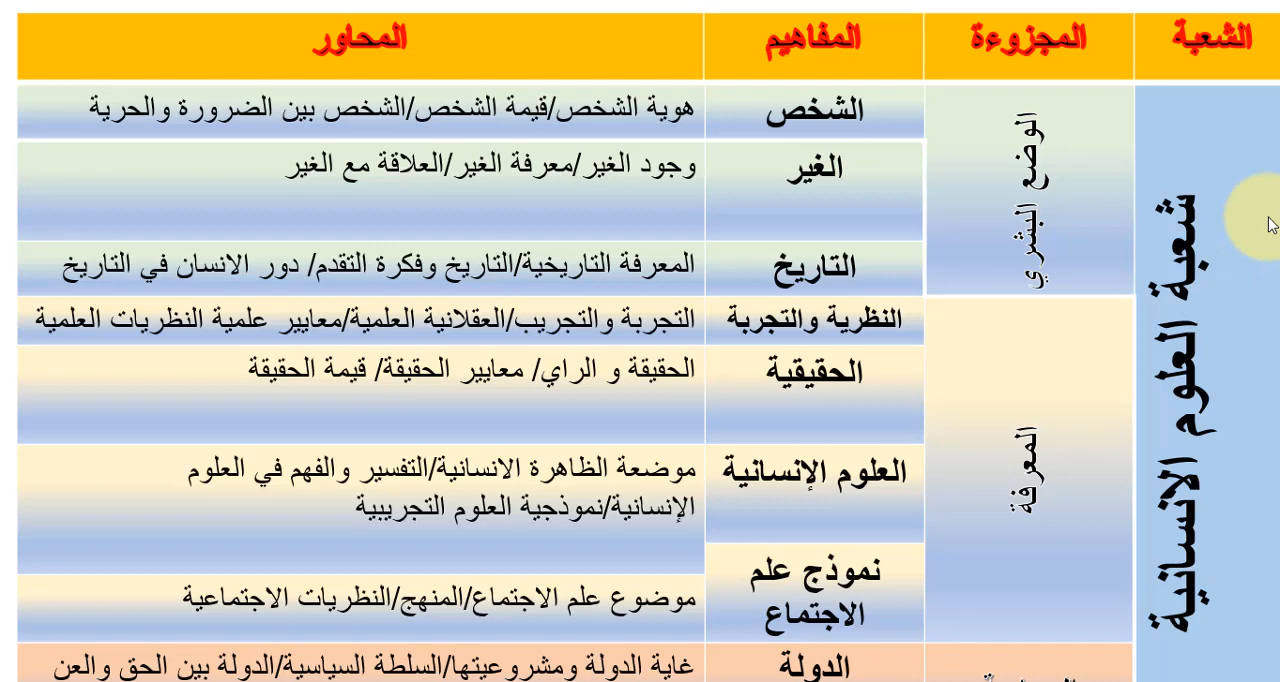 الشعبة المجزوءة المفاهيم المحاور
شعبة العلوم الانسانية
الوضع البشري
الشخص هوية الشخص/قيمة الشخص/الشخص بين الضرورة والحرية
الغير وجود الغير/معرفة الغير/العلاقة مع الغير
التاريخ المعرفة التاريخية/التاريخ وفكرة التقدم/ دور الانسان في التاريخ
المعرفة
النظرية والتجربة التجربة والتجريب/العقلانية العلمية/معايير علمية النظريات العلمية
الحقيقية الحقيقة و الراي/ معايير الحقيقة/ قيمة الحقيقة
العلوم الإنسانية موضعة الظاهرة الانسانية/التفسير والفهم في العلوم
الإنسانية/نموذجية العلوم التجريبية
نموذج علم
الاجتماع
موضوع علم الاجتماع/المنهج/النظريات الاجتماعية
الدولة غاية الدولة ومشروعيتها/السلطة السياسية/الدولة بين الحق والعن